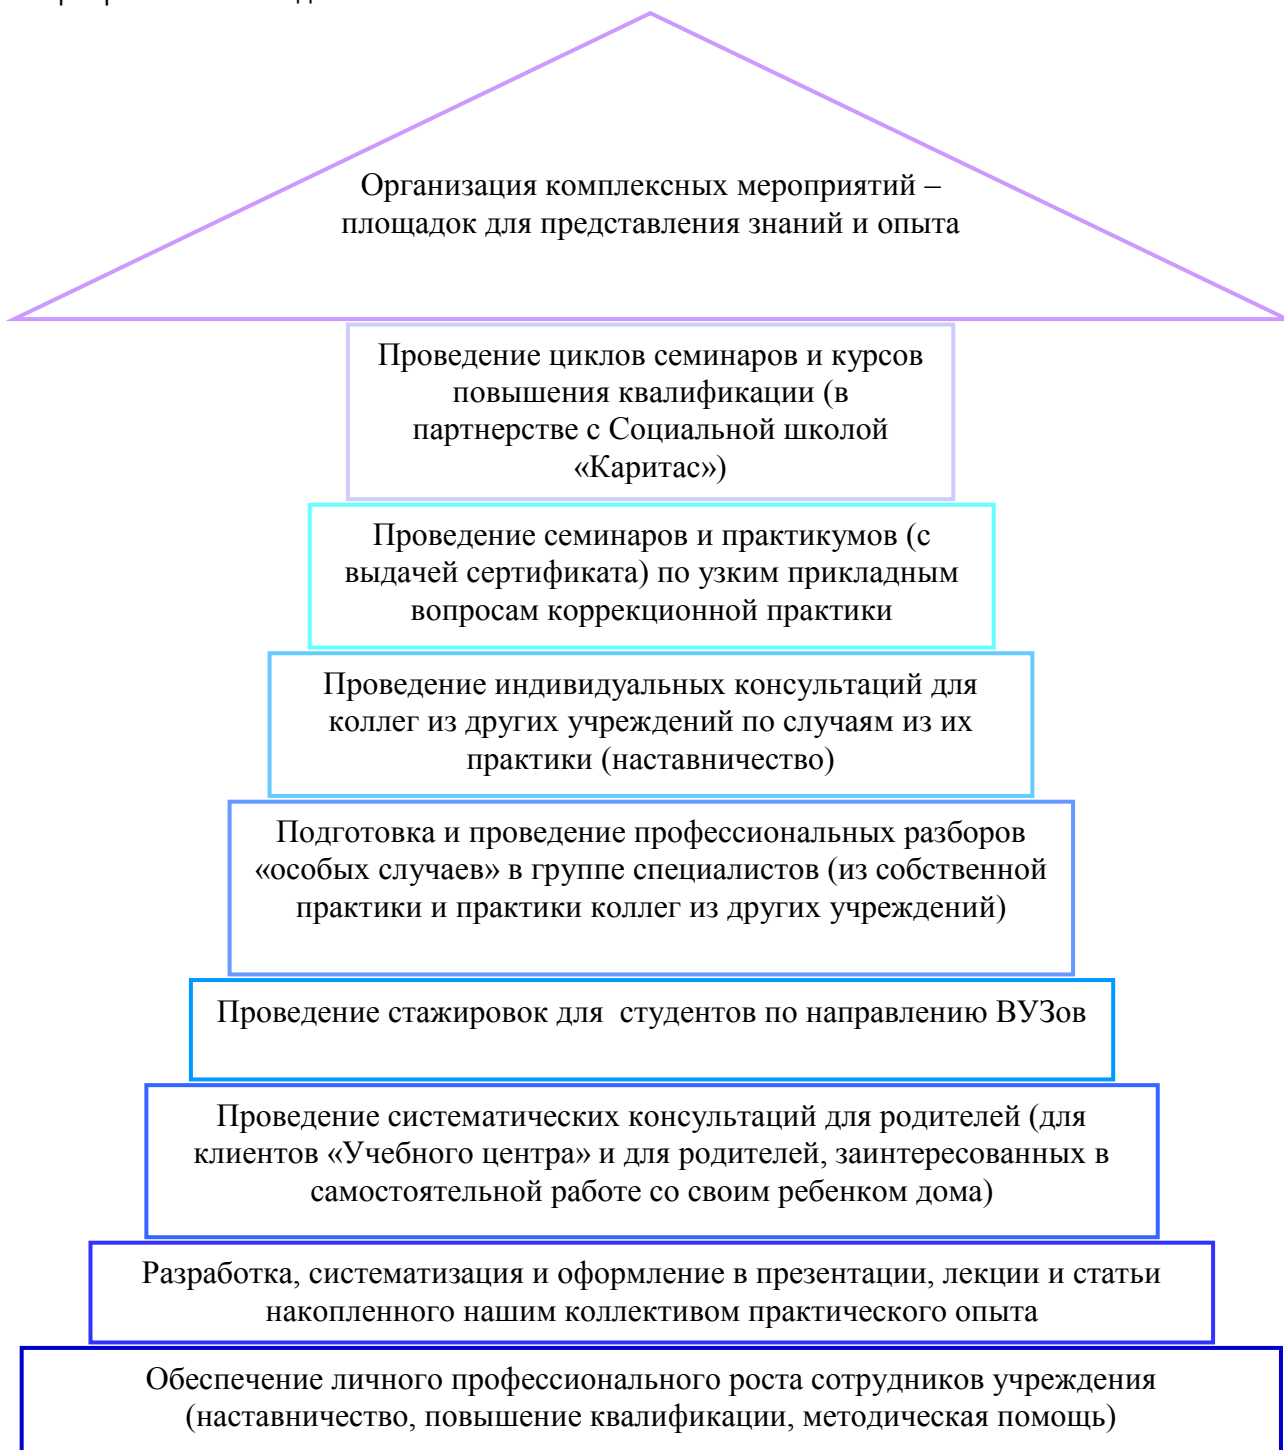 Организация комплексных мероприятий –
площадок для представления знаний и опыта
Проведение циклов семинаров и курсов
повышения квалификации (в
партнерстве с Социальной школой
«Каритас»)
Проведение семинаров и практикумов (с
выдачей сертификата) по узким прикладным
вопросам коррекционной практики
Проведение индивидуальных консультаций для
коллег из других учреждений по случаям из их
практики (наставничество)
Подготовка и проведение профессиональных разборов
«особых случаев» в группе специалистов (из собственной
практики и практики коллег из других учреждений)
Проведение стажировок для  студентов по направлению ВУЗов
Проведение систематических консультаций для родителей (для
клиентов «Учебного центра» и для родителей, заинтересованных в
самостоятельной работе со своим ребенком дома)
Разработка, систематизация и оформление в презентации, лекции и статьи
накопленного нашим коллективом практического опыта
Обеспечение личного профессионального роста сотрудников учреждения
(наставничество, повышение квалификации, методическая помощь)